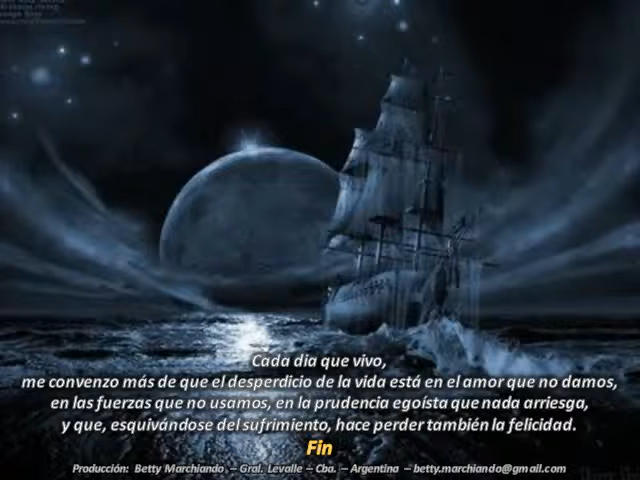 Cada dia que vivo,
me convenzo más de que el desperdicio de la vida está en el amor que no damos,
en las fuerzas que no usamos, en la prudencia egoísta que nada arriesga,
y que, esquivándose del sufrimiento, hace perder también la felicidad.
Fin
Producción: Betty Marchiando – Gral. Levalle – Cba. – Argentina – betty.marchiando@gmail.com